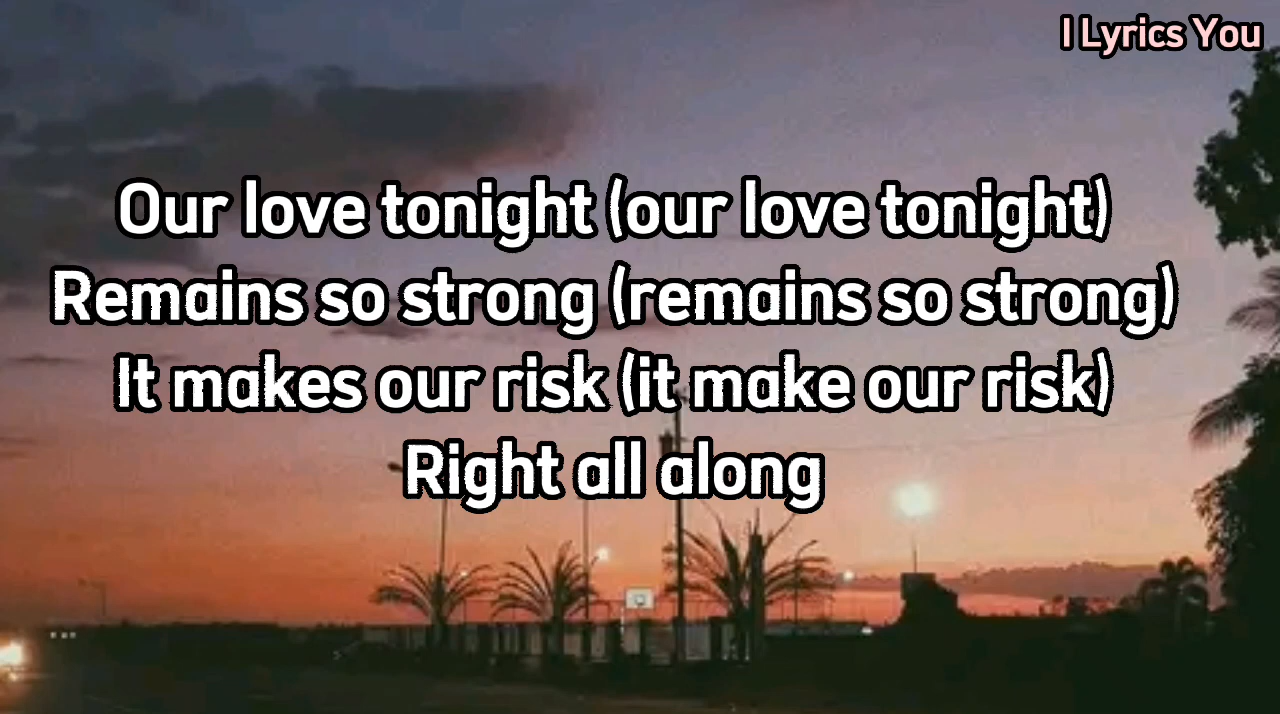 I Lyrics You
Our love tonight (our love tonight)
Remains so strong (remains so strong)
It makes our risk (it make our risk)
Right all along